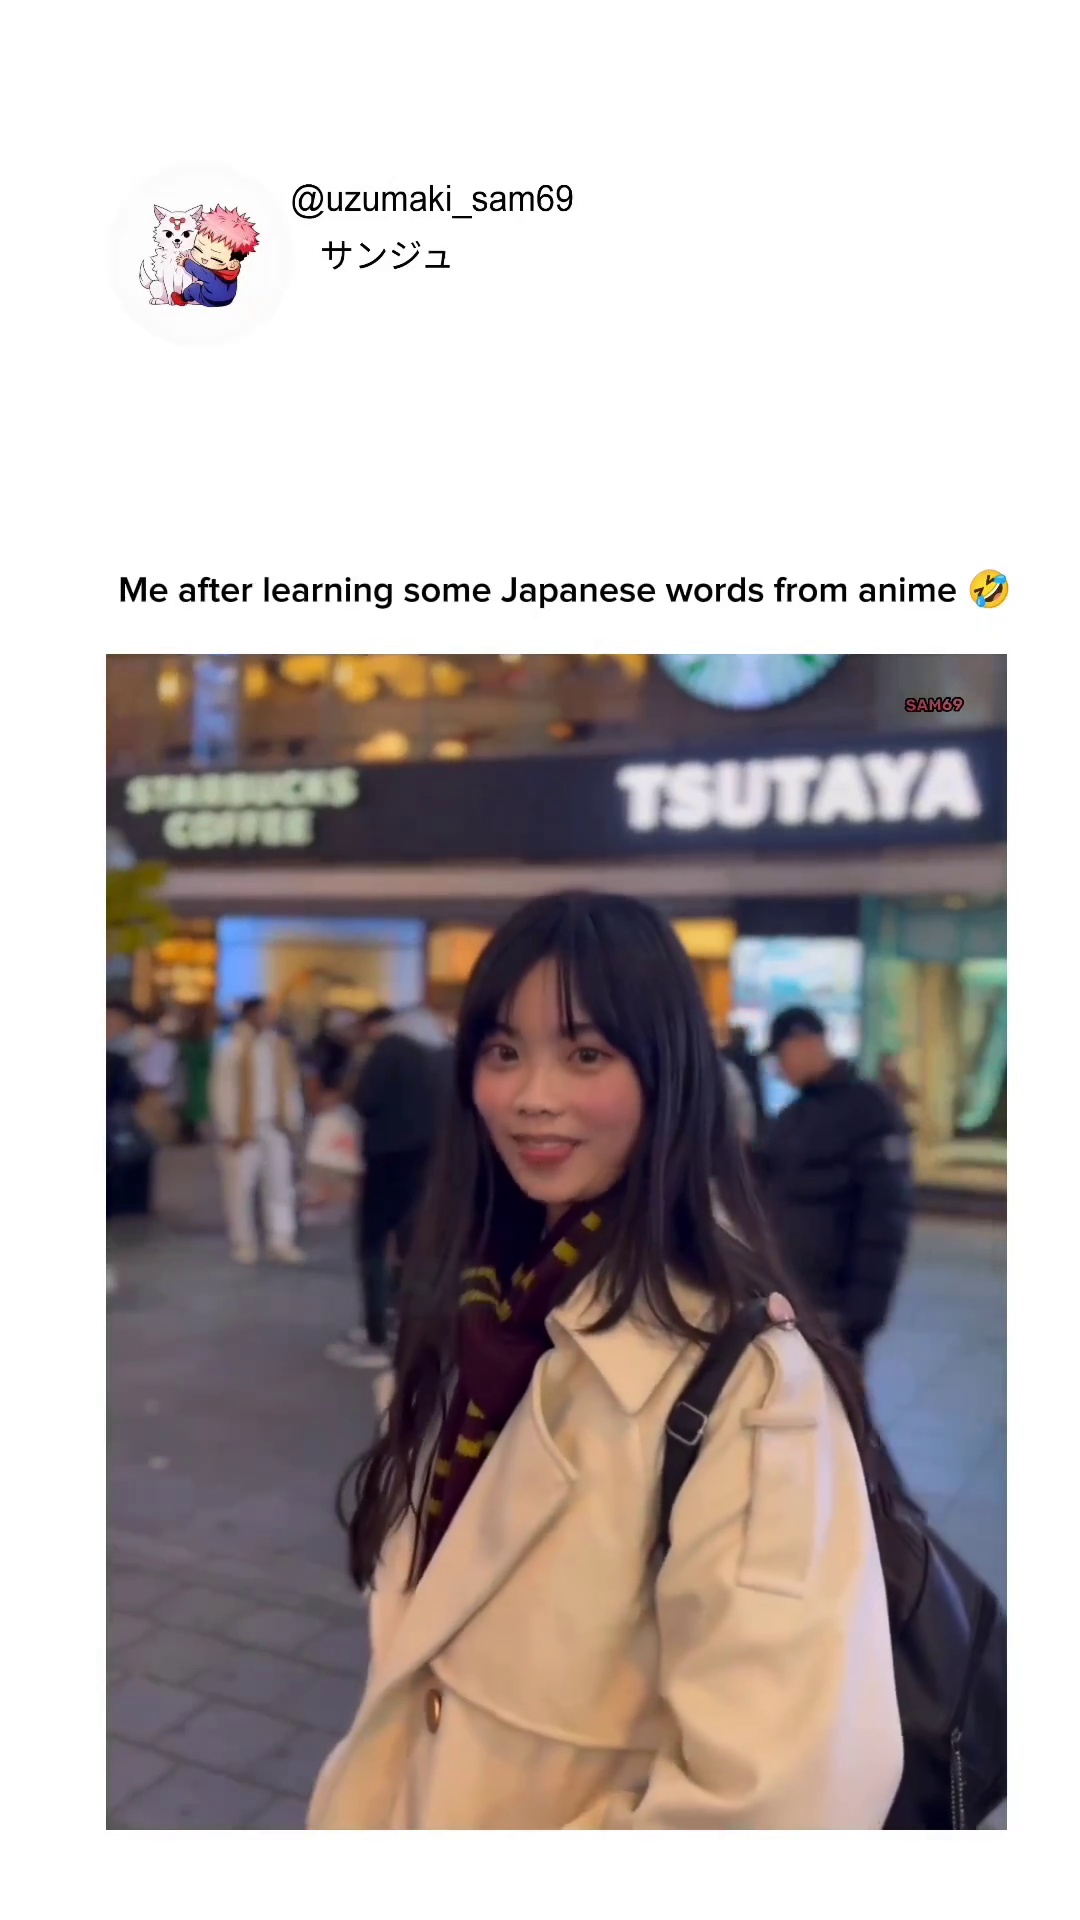 @uzumaki_sam69
サンジュ
Me after learning some Japanese words from anime 🤣
SAM69
STARBUCKS
COFFEE
TSUTAYA